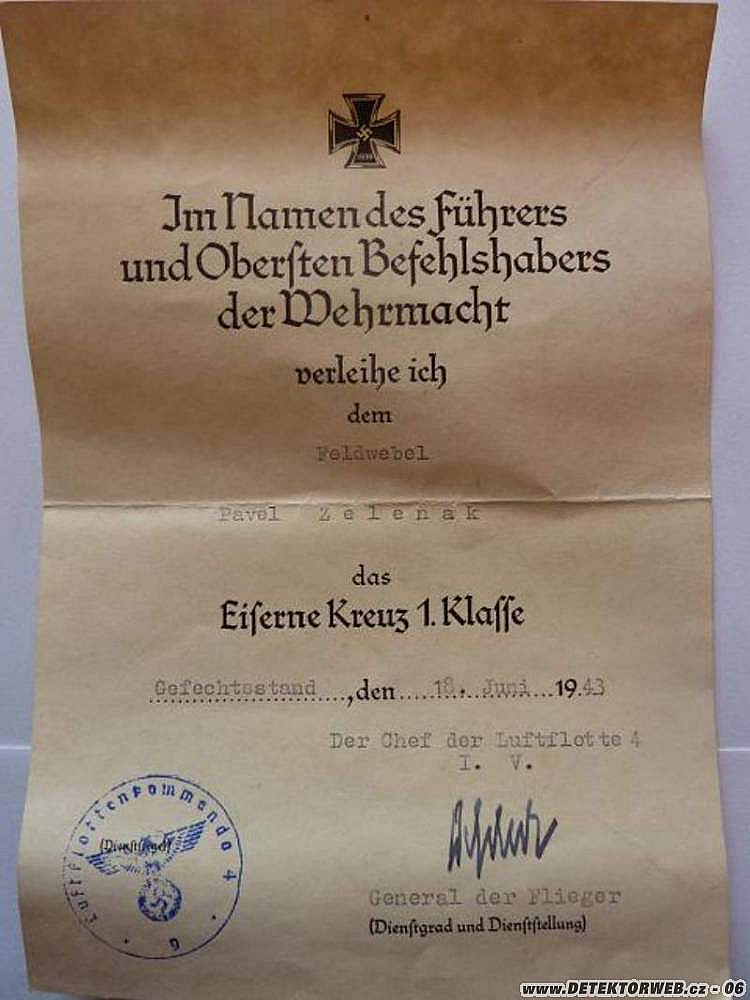 Im Namen des Führers
und Oberſten Befehlshabers
der Wehrmacht
verleihe ich
dem
Feldwebel
Pavel Zelenak
das
Eiſerne Kreuz 1. Klaſſe
Gefechtsstand, den 18. Juni 1943
Der Chef der Luftflotte 4
I. V.
Luftflottenkommando 4 · G ·
(Dienſtſiegel)
General der Flieger
(Dienſtgrad und Dienſtſtellung)
www.DETEKTORWEB.cz - 06